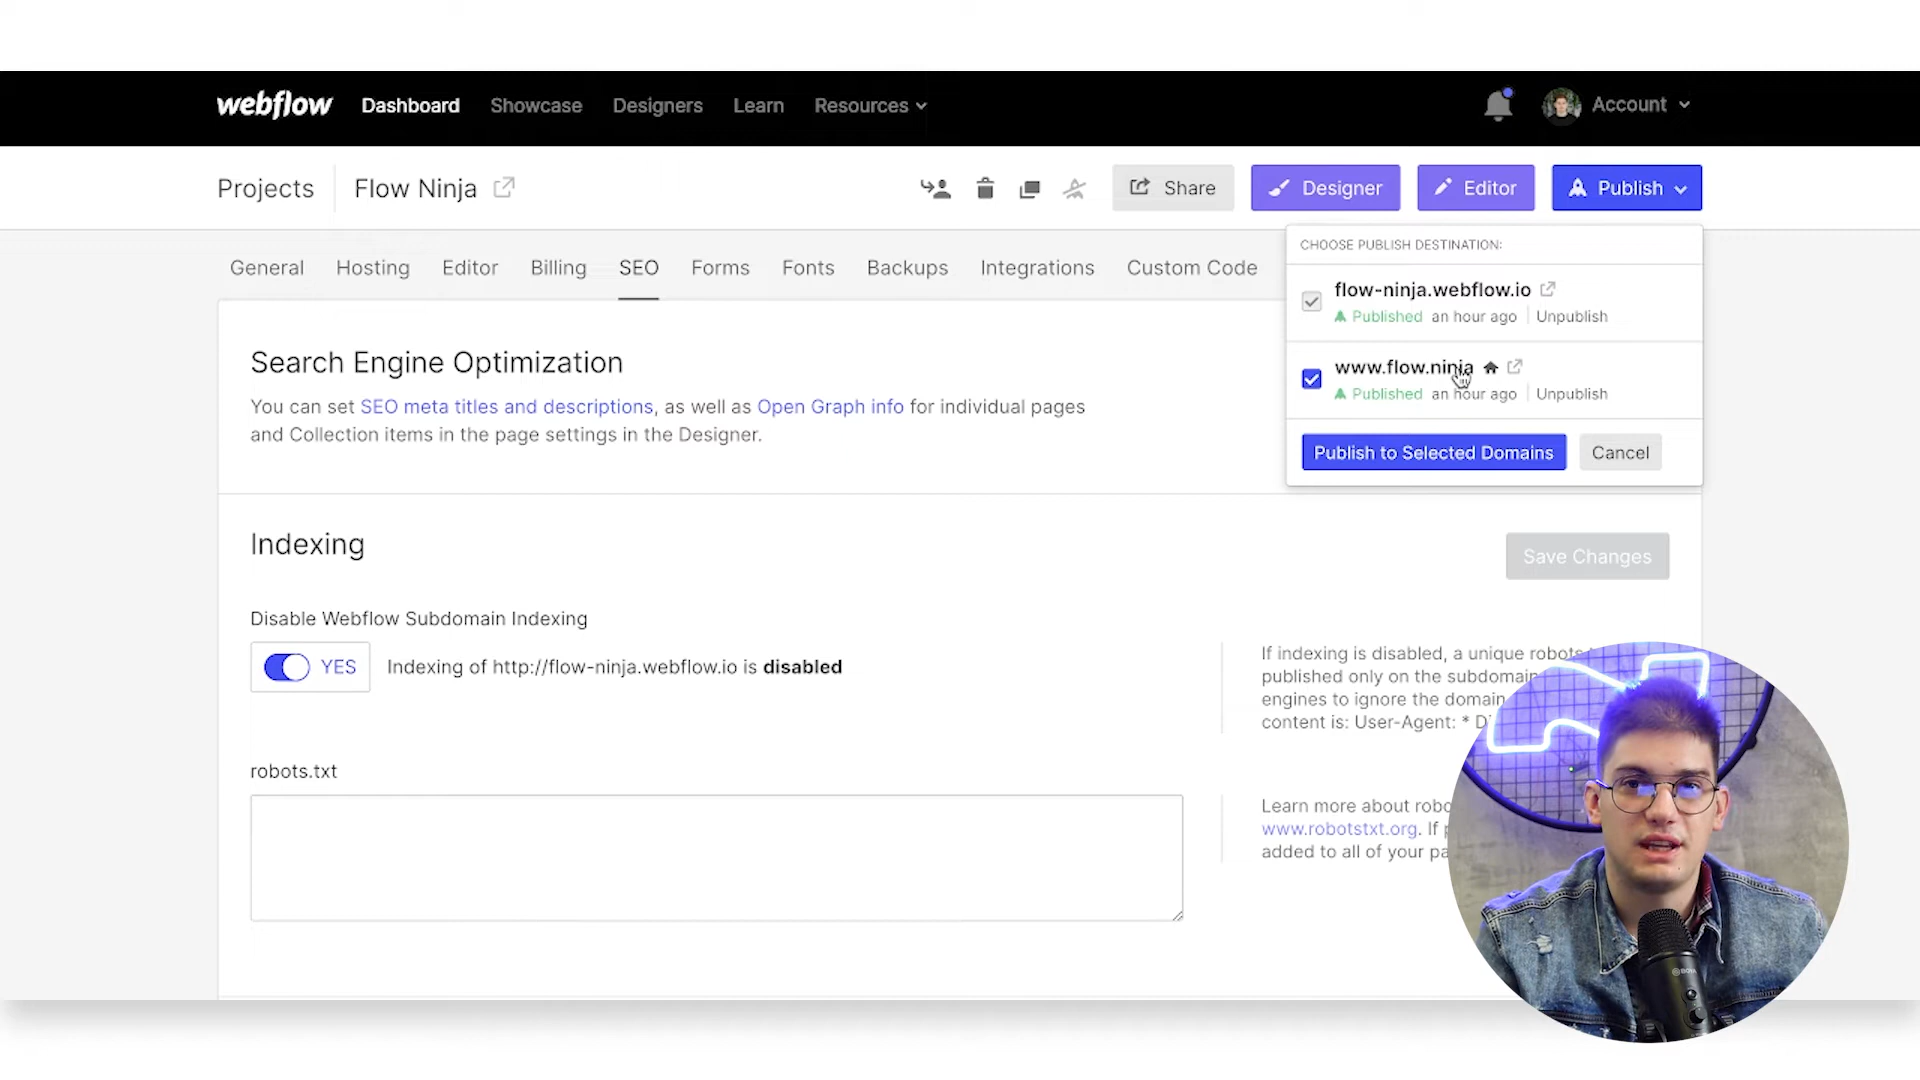 webflow
Dashboard
Showcase
Designers
Learn
Resources
Account
Projects
Flow Ninja
Share
Designer
Editor
Publish
CHOOSE PUBLISH DESTINATION:
flow-ninja.webflow.io
Published an hour ago Unpublish
www.flow.ninja
Published an hour ago Unpublish
Publish to Selected Domains
Cancel
General
Hosting
Editor
Billing
SEO
Forms
Fonts
Backups
Integrations
Custom Code
Search Engine Optimization
You can set SEO meta titles and descriptions, as well as Open Graph info for individual pages
and Collection items in the page settings in the Designer.
Indexing
Save Changes
Disable Webflow Subdomain Indexing
YES
Indexing of http://flow-ninja.webflow.io is disabled
If indexing is disabled, a unique robots
published only on the subdomain
engines to ignore the domain
content is: User-Agent: * D
robots.txt
Learn more about robo
www.robotstxt.org. If
added to all of your pa
BOYA